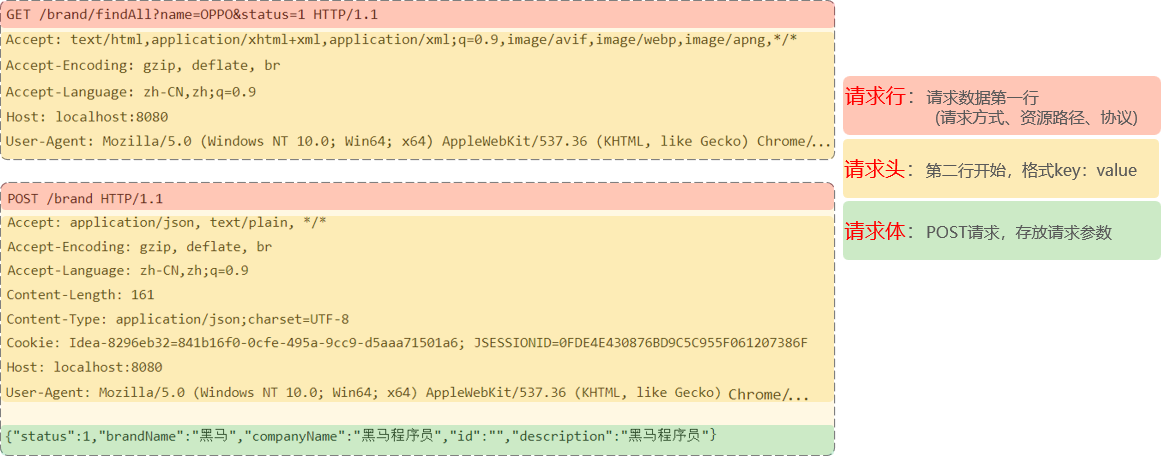 GET /brand/findAll?name=OPPO&status=1 HTTP/1.1
Accept: text/html,application/xhtml+xml,application/xml;q=0.9,image/avif,image/webp,image/apng,*/*
Accept-Encoding: gzip, deflate, br
Accept-Language: zh-CN,zh;q=0.9
Host: localhost:8080
User-Agent: Mozilla/5.0 (Windows NT 10.0; Win64; x64) AppleWebKit/537.36 (KHTML, like Gecko) Chrome/...
POST /brand HTTP/1.1
Accept: application/json, text/plain, */*
Accept-Encoding: gzip, deflate, br
Accept-Language: zh-CN,zh;q=0.9
Content-Length: 161
Content-Type: application/json;charset=UTF-8
Cookie: Idea-8296eb32=841b16f0-0cfe-495a-9cc9-d5aaa71501a6; JSESSIONID=0FDE4E430876BD9C5C955F061207386F
Host: localhost:8080
User-Agent: Mozilla/5.0 (Windows NT 10.0; Win64; x64) AppleWebKit/537.36 (KHTML, like Gecko) Chrome/...
{"status":1,"brandName":"黑马","companyName":"黑马程序员","id":"","description":"黑马程序员"}
请求行：请求数据第一行
(请求方式、资源路径、协议)
请求头：第二行开始，格式key：value
请求体：POST请求，存放请求参数